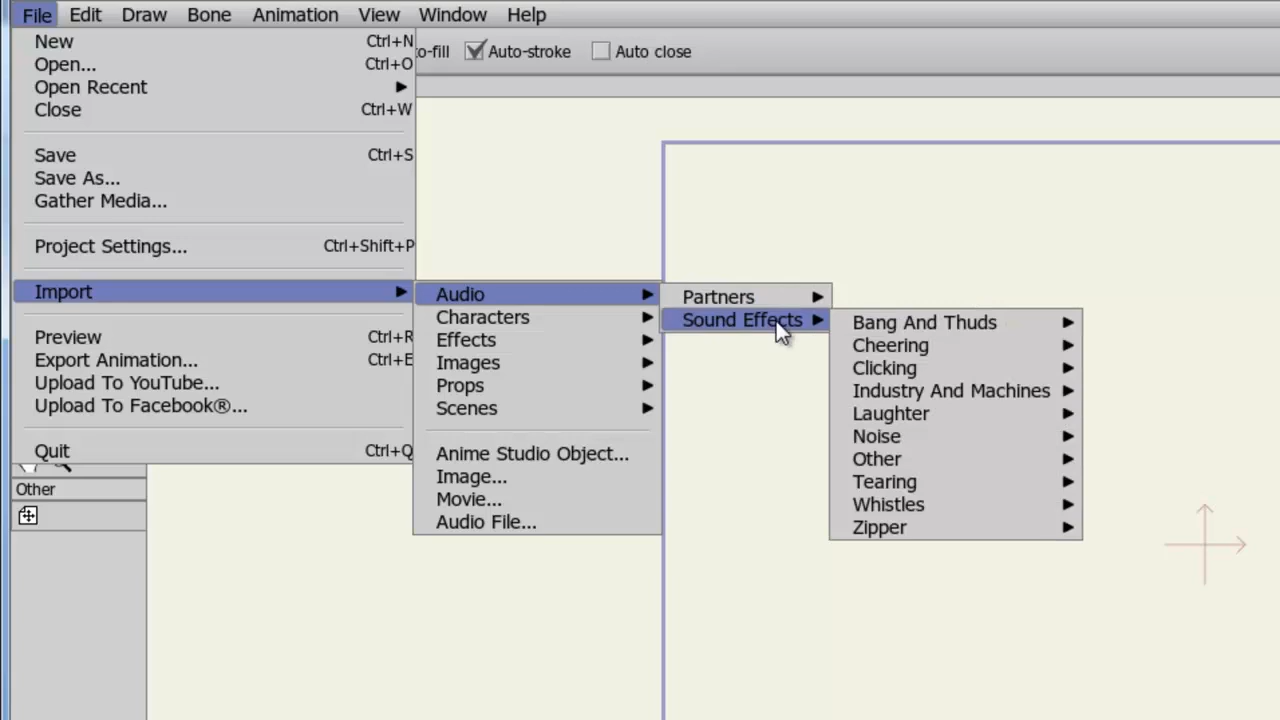 File Edit Draw Bone Animation View Window Help
o-fill Auto-stroke Auto close
New Ctrl+N
Open... Ctrl+O
Open Recent
Close Ctrl+W
Save Ctrl+S
Save As...
Gather Media...
Project Settings... Ctrl+Shift+P
Import
Preview Ctrl+R
Export Animation... Ctrl+E
Upload To YouTube...
Upload To Facebook®...
Quit Ctrl+Q
Other
Audio
Characters
Effects
Images
Props
Scenes
Anime Studio Object...
Image...
Movie...
Audio File...
Partners
Sound Effects
Bang And Thuds
Cheering
Clicking
Industry And Machines
Laughter
Noise
Other
Tearing
Whistles
Zipper